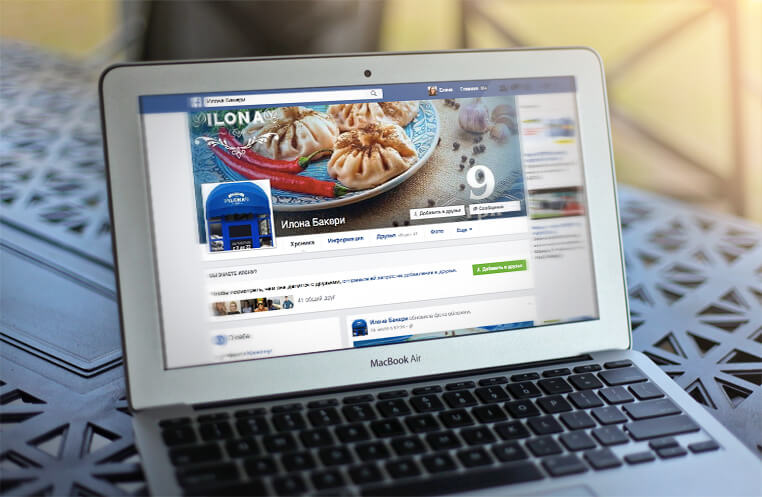 Илона Бакери
Елена Главная
ILONA
9
Илона Бакери
Добавить в друзья
Сообщение
Хроника Информация Друзья Фото Еще
ВЫ ЗНАЕТЕ ИЛОНА?
Чтобы посмотреть, чем она делится с друзьями, отправьте ей запрос на добавление в друзья.
Добавить в друзья
41 общий друг
Илона Бакери обновила фото обложки.
MacBook Air